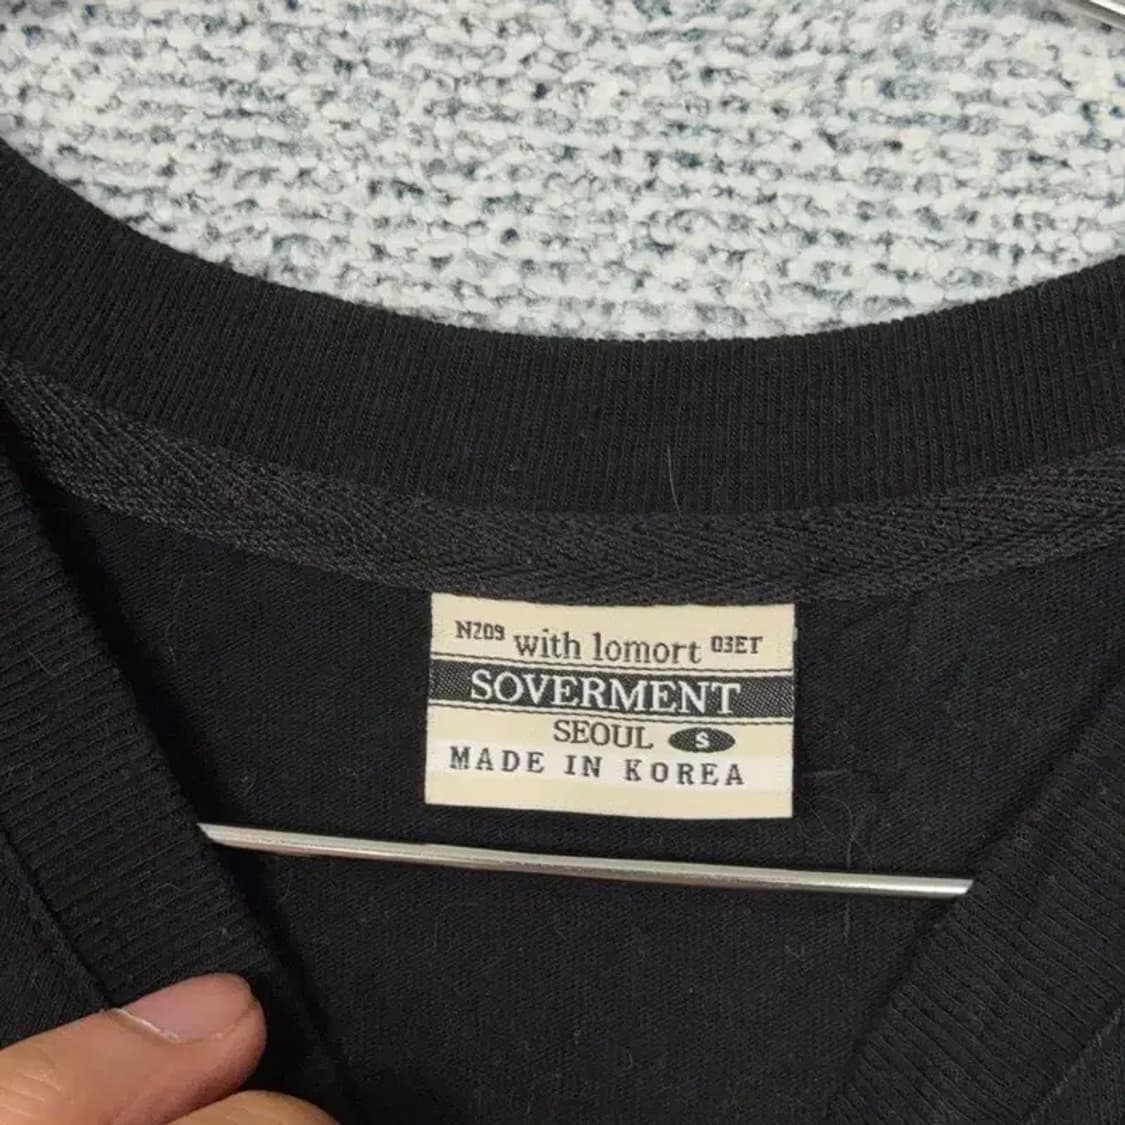 N209 with lomort 03ET
SOVERMENT
SEOUL S
MADE IN KOREA